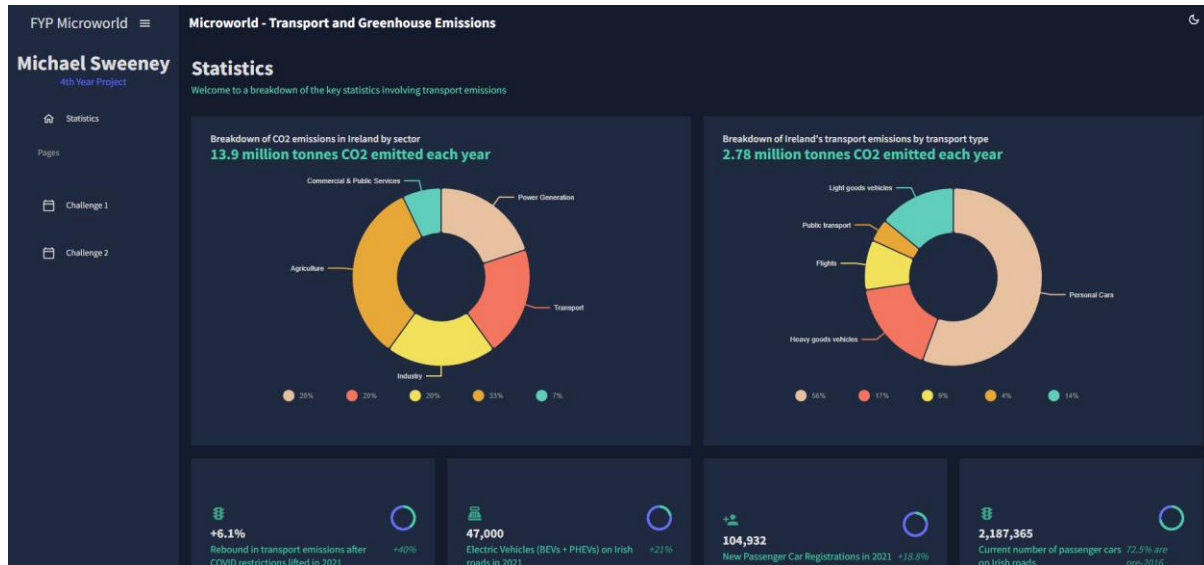 FYP Microworld
Microworld - Transport and Greenhouse Emissions
Michael Sweeney
4th Year Project
Statistics
Pages
Challenge 1
Challenge 2
Statistics
Welcome to a breakdown of the key statistics involving transport emissions
Breakdown of CO2 emissions in Ireland by sector
13.9 million tonnes CO2 emitted each year
Commercial & Public Services
Power Generation
Agriculture
Transport
Industry
20% 20% 20% 33% 7%
Breakdown of Ireland's transport emissions by transport type
2.78 million tonnes CO2 emitted each year
Light goods vehicles
Public transport
Flights
Personal Cars
Heavy goods vehicles
56% 17% 9% 4% 14%
+6.1%
Rebound in transport emissions after +40%
COVID restrictions lifted in 2021
47,000
Electric Vehicles (BEVs + PHEVs) on Irish +21%
roads in 2021
104,932
New Passenger Car Registrations in 2021 +18.8%
2,187,365
Current number of passenger cars 72.5% are
on Irish roads pre-2016